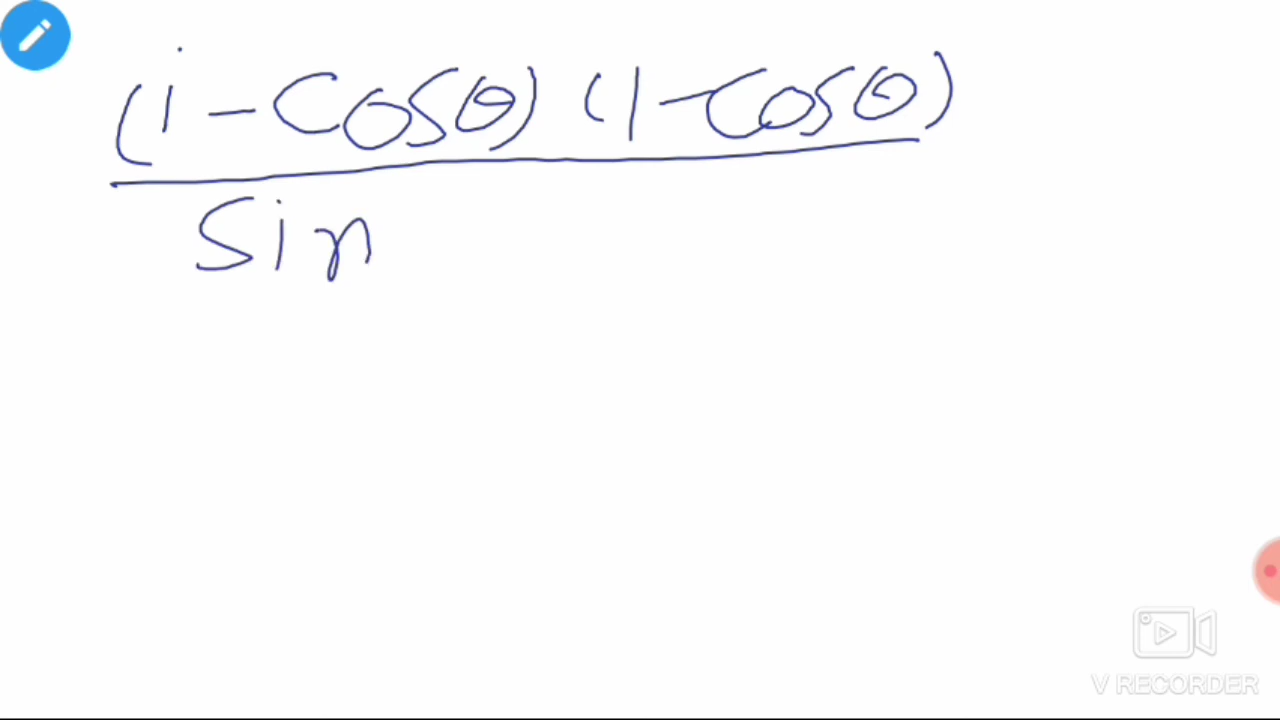 (1 - Cosθ) (1 - Cosθ)
Sin
V RECORDER